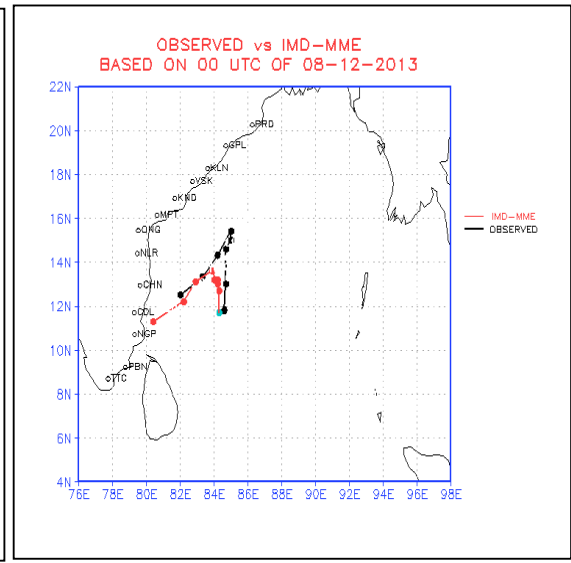 OBSERVED vs IMD-MME
BASED ON 00 UTC OF 08-12-2013
22N
20N
18N
16N
14N
12N
10N
8N
6N
4N
PRD
GPL
KLN
VSK
KND
MPT
ONG
NLR
CHN
CDL
NGP
PBN
TTC
IMD-MME
OBSERVED
76E 78E 80E 82E 84E 86E 88E 90E 92E 94E 96E 98E